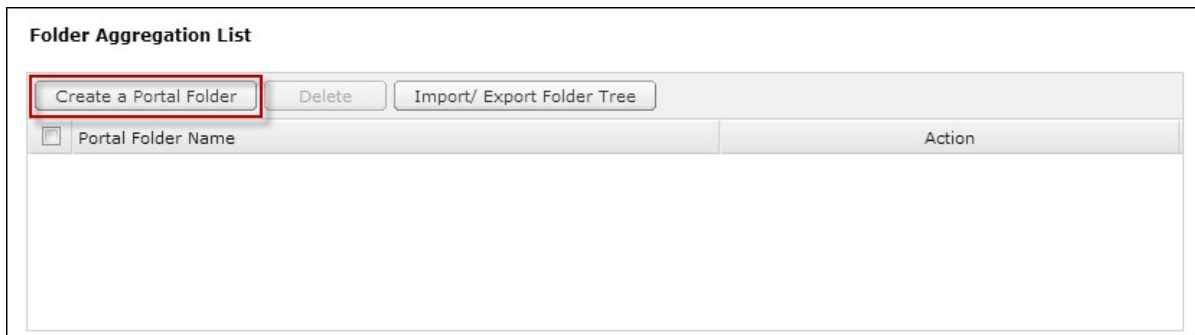 Folder Aggregation List
Create a Portal Folder Delete Import/ Export Folder Tree
Portal Folder Name Action